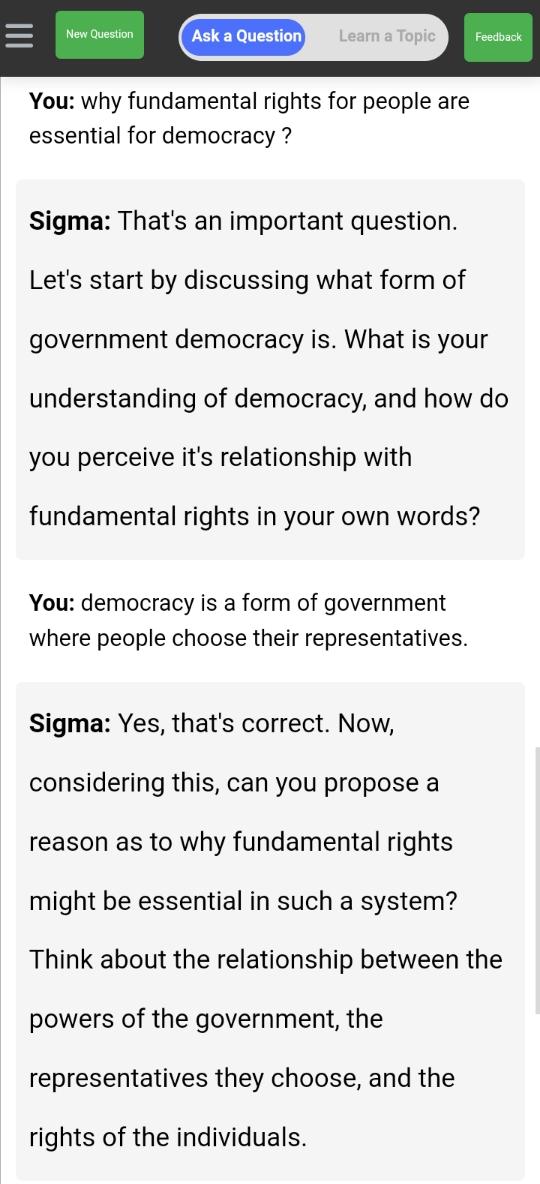 New Question
Ask a Question
Learn a Topic
Feedback
You: why fundamental rights for people are
essential for democracy ?
Sigma: That's an important question.
Let's start by discussing what form of
government democracy is. What is your
understanding of democracy, and how do
you perceive it's relationship with
fundamental rights in your own words?
You: democracy is a form of government
where people choose their representatives.
Sigma: Yes, that's correct. Now,
considering this, can you propose a
reason as to why fundamental rights
might be essential in such a system?
Think about the relationship between the
powers of the government, the
representatives they choose, and the
rights of the individuals.